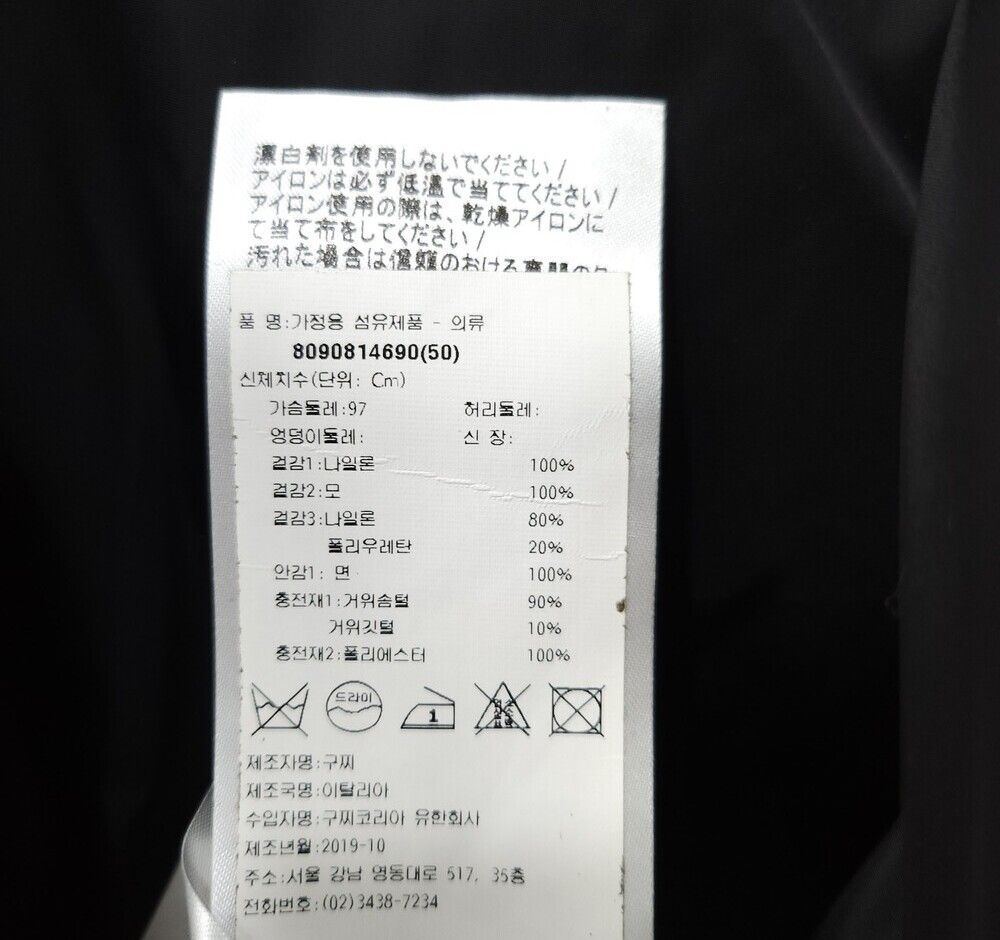 漂白剤を使用しないでください/
アイロンは必ず低温で当ててください/
アイロン使用の際は、乾燥アイロンに
て当て布をしてください/
汚れた場合は
품 명:가정용 섬유제품 - 의류
8090814690(50)
신체치수(단위: Cm)
가슴둘레:97 허리둘레:
엉덩이둘레: 신 장:
겉감1:나일론 100%
겉감2:모 100%
겉감3:나일론 80%
폴리우레탄 20%
안감1: 면 100%
충전재1:거위솜털 90%
거위깃털 10%
충전재2:폴리에스터 100%
드라이
1
제조자명:구찌
제조국명:이탈리아
수입자명:구찌코리아 유한회사
제조년월:2019-10
주소:서울 강남 영동대로 517, 35층
전화번호:(02)3438-7234